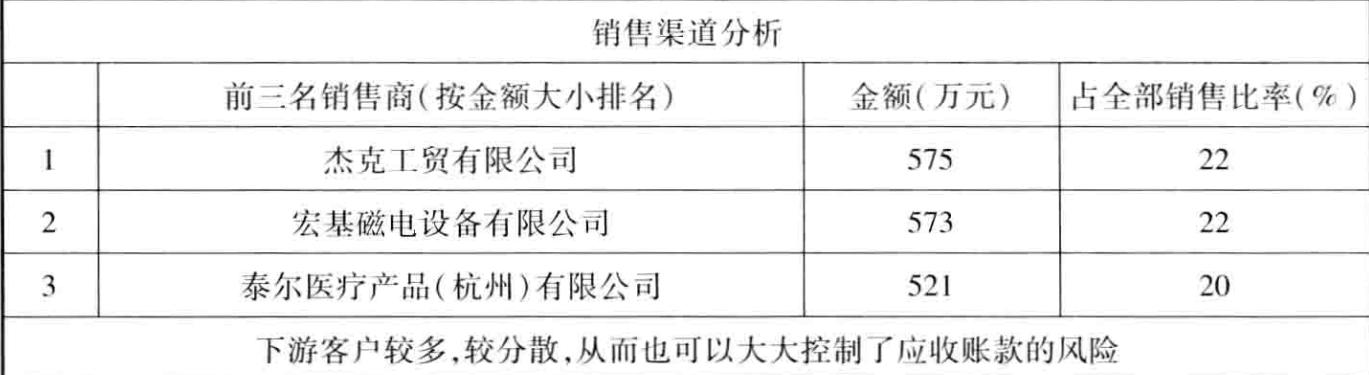 销售渠道分析
前三名销售商(按金额大小排名) 金额(万元) 占全部销售比率(%)
1 杰克工贸有限公司 575 22
2 宏基磁电设备有限公司 573 22
3 泰尔医疗产品(杭州)有限公司 521 20
下游客户较多,较分散,从而也可以大大控制了应收账款的风险